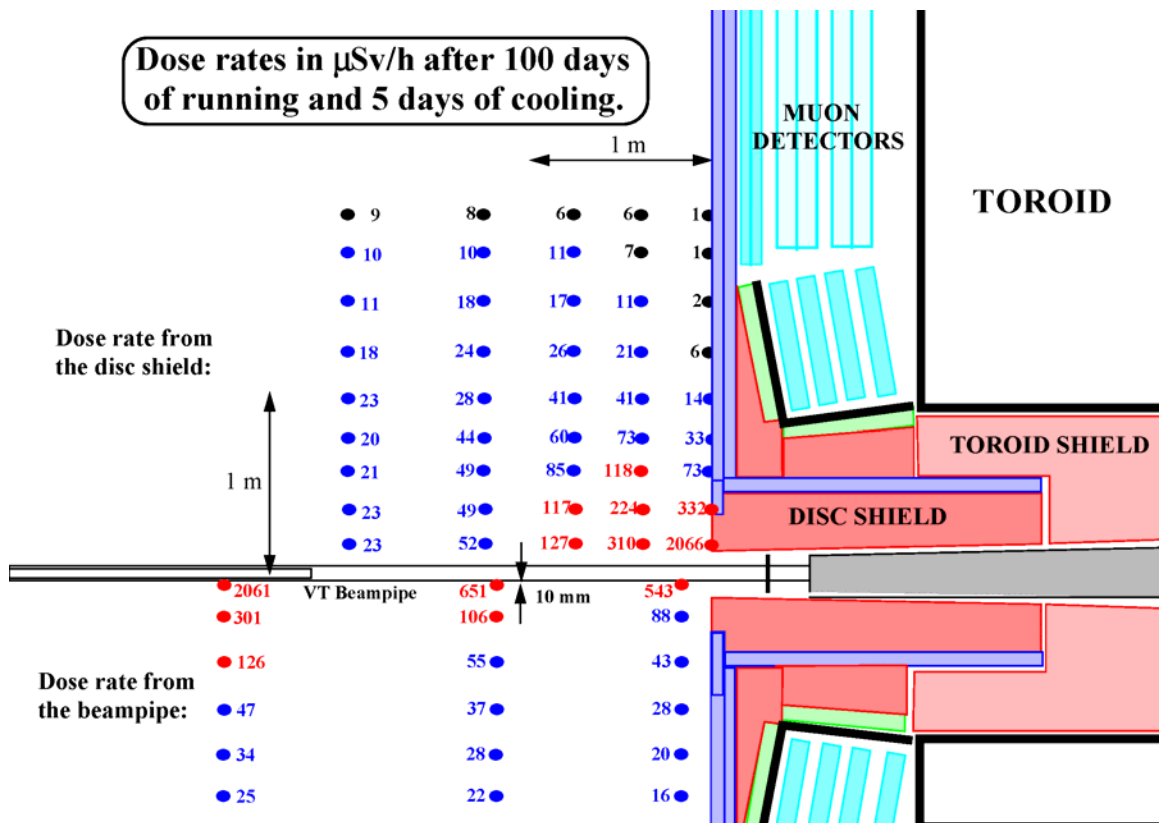 Dose rates in μSv/h after 100 days
of running and 5 days of cooling.
MUON
DETECTORS
1 m
TOROID
9 8 6 6 1
10 10 11 7 1
11 18 17 11 2
Dose rate from
the disc shield:
18 24 26 21 6
23 28 41 41 14
20 44 60 73 33
TOROID SHIELD
1 m
21 49 85 118 73
23 49 117 224 332
DISC SHIELD
23 52 127 310 2066
2061 VT Beampipe 651 10 mm 543
301 106 88
126 55 43
Dose rate from
the beampipe:
47 37 28
34 28 20
25 22 16